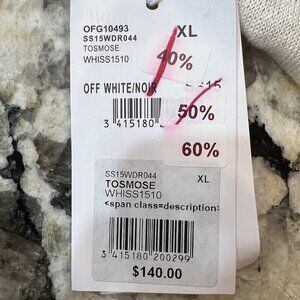 OFG10493
XL
SS15WDR044
TOSMOSE
WHISS1510
40%
OFF WHITE/NOIR
50%
3 415180
60%
SS15WDR044
XL
TOSMOSE
WHISS1510
<span class=description>
3 415180 200299
$140.00